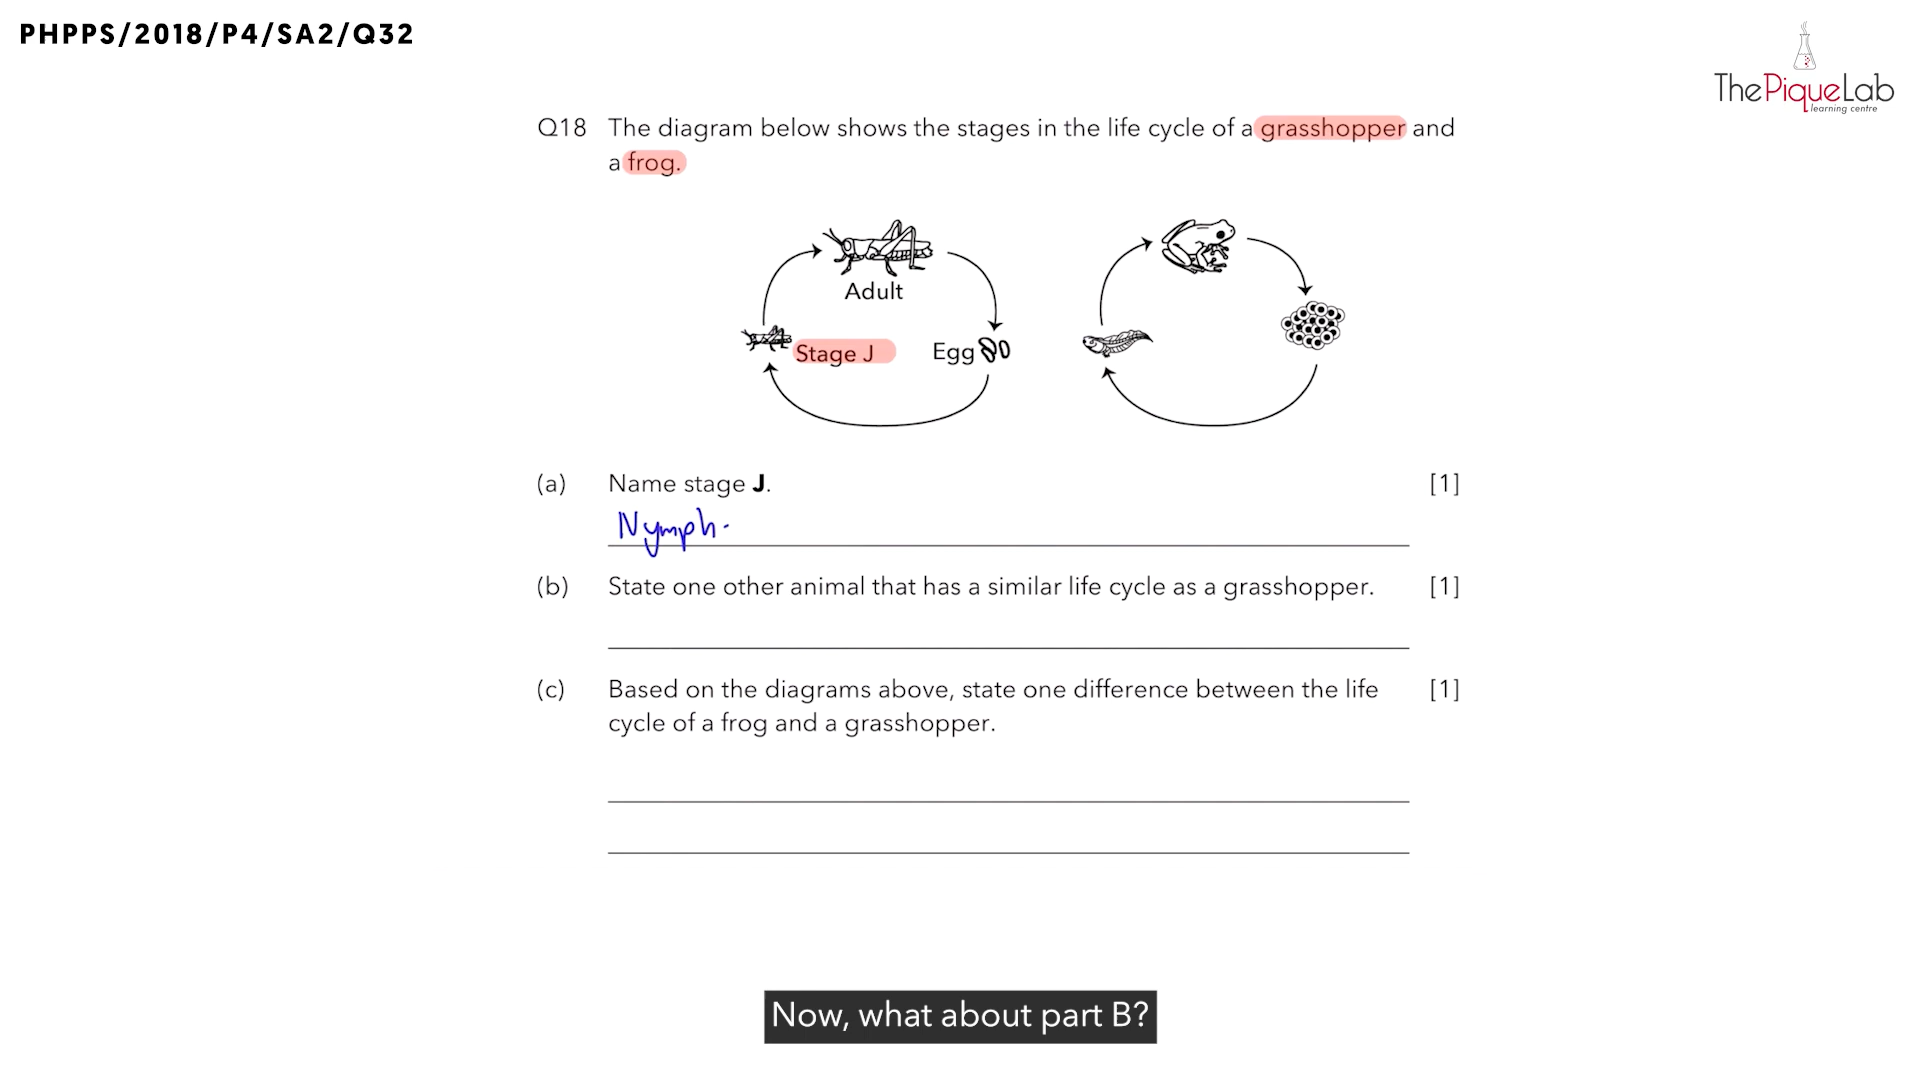 PHPPS/2018/P4/SA2/Q32
ThePiqueLab
learning centre
Q18 The diagram below shows the stages in the life cycle of a grasshopper and
a frog.
Adult
Stage J
Egg
(a) Name stage J. [1]
Nymph.
(b) State one other animal that has a similar life cycle as a grasshopper. [1]
(c) Based on the diagrams above, state one difference between the life [1]
cycle of a frog and a grasshopper.
Now, what about part B?